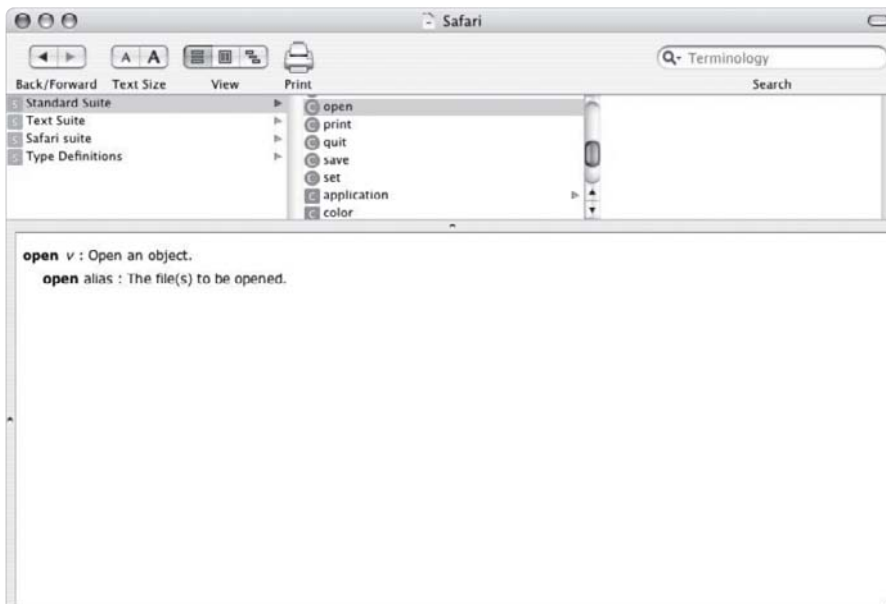 Safari
A A
Terminology
Back/Forward Text Size View Print Search
S Standard Suite
S Text Suite
S Safari suite
S Type Definitions
C open
C print
C quit
C save
C set
C application
C color
open v : Open an object.
open alias : The file(s) to be opened.